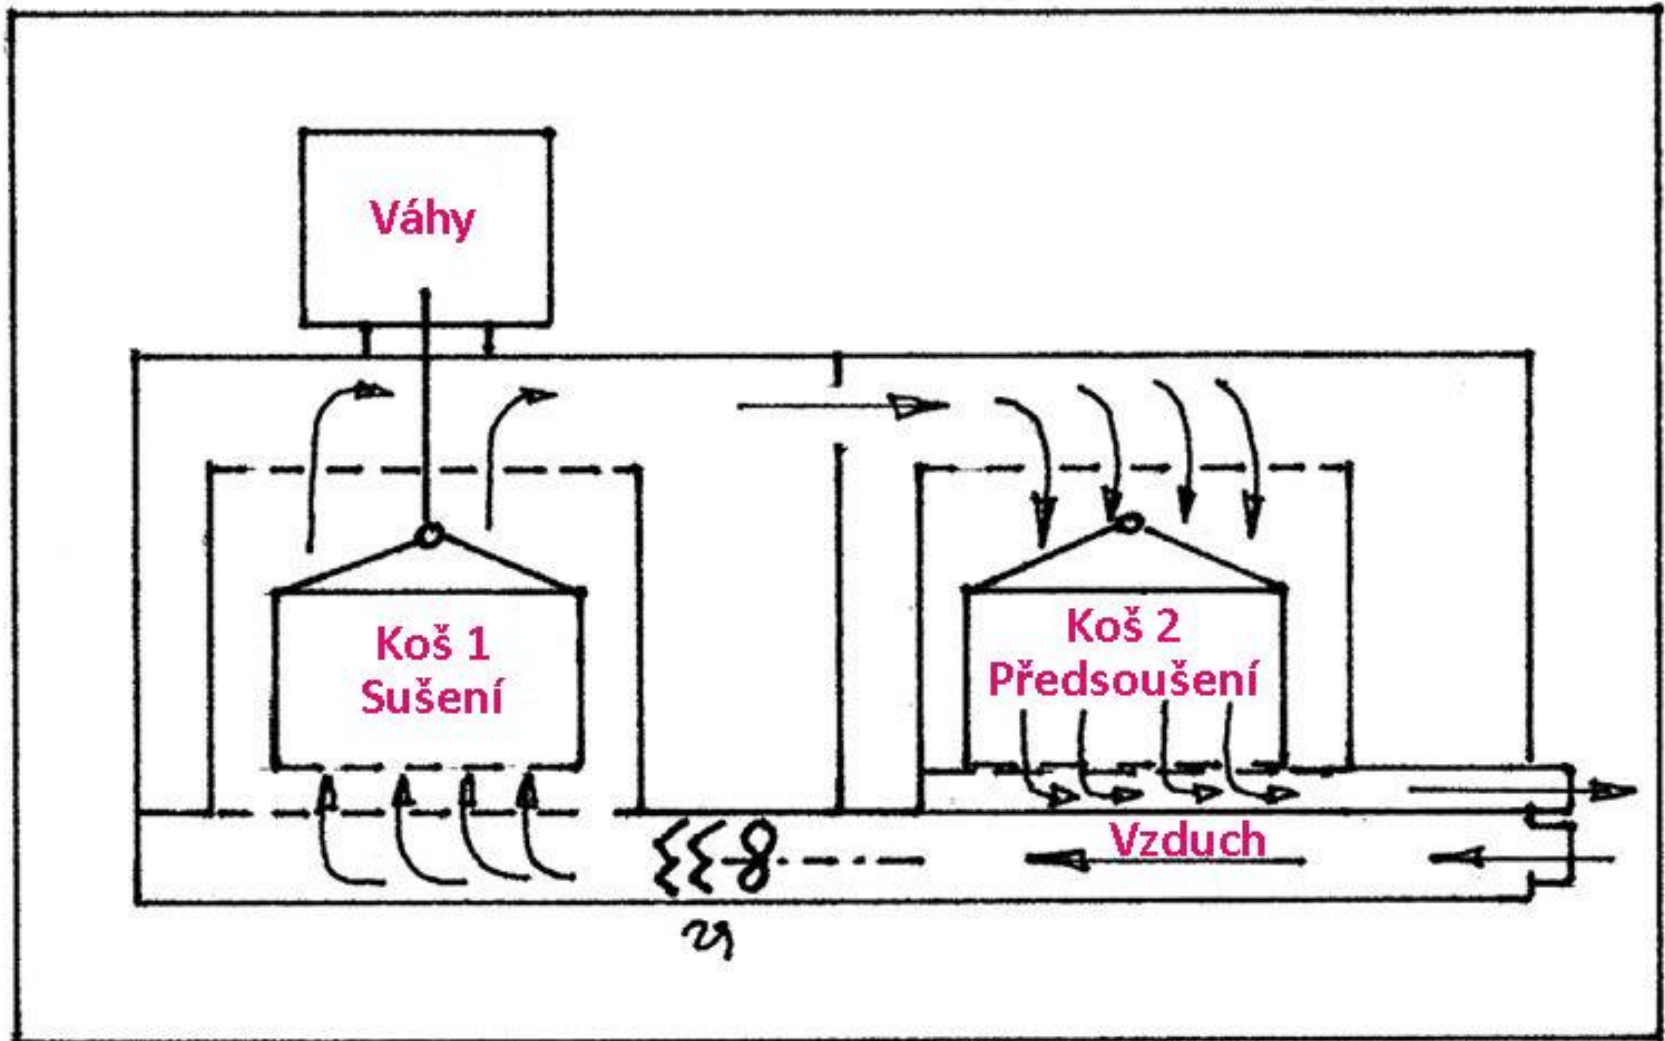 Váhy
Koš 1
Sušení
Koš 2
Předsoušení
Vzduch